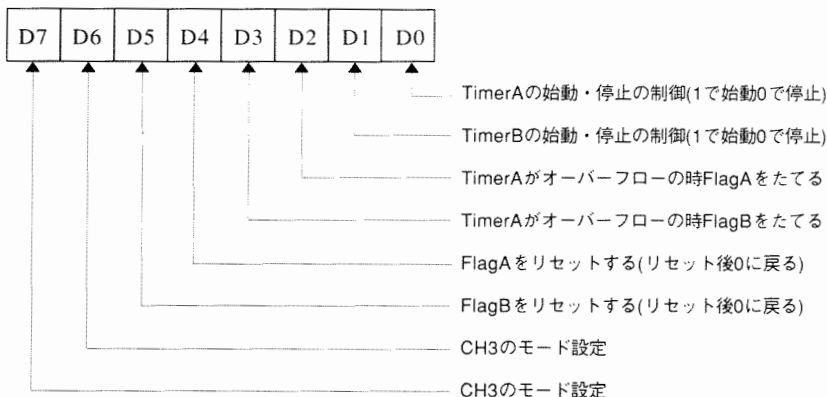 D7 D6 D5 D4 D3 D2 D1 D0
TimerAの始動・停止の制御(1で始動0で停止)
TimerBの始動・停止の制御(1で始動0で停止)
TimerAがオーバーフローの時FlagAをたてる
TimerAがオーバーフローの時FlagBをたてる
FlagAをリセットする(リセット後0に戻る)
FlagBをリセットする(リセット後0に戻る)
CH3のモード設定
CH3のモード設定